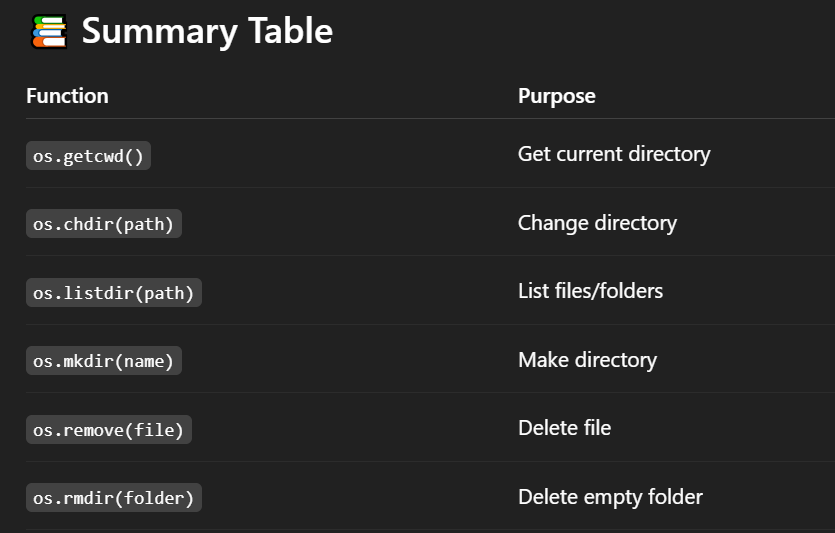 Summary Table
Function Purpose
os.getcwd() Get current directory
os.chdir(path) Change directory
os.listdir(path) List files/folders
os.mkdir(name) Make directory
os.remove(file) Delete file
os.rmdir(folder) Delete empty folder